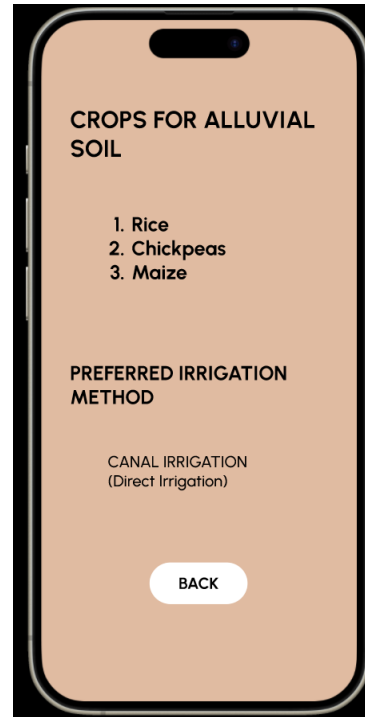 CROPS FOR ALLUVIAL
SOIL
1. Rice
2. Chickpeas
3. Maize
PREFERRED IRRIGATION
METHOD
CANAL IRRIGATION
(Direct Irrigation)
BACK